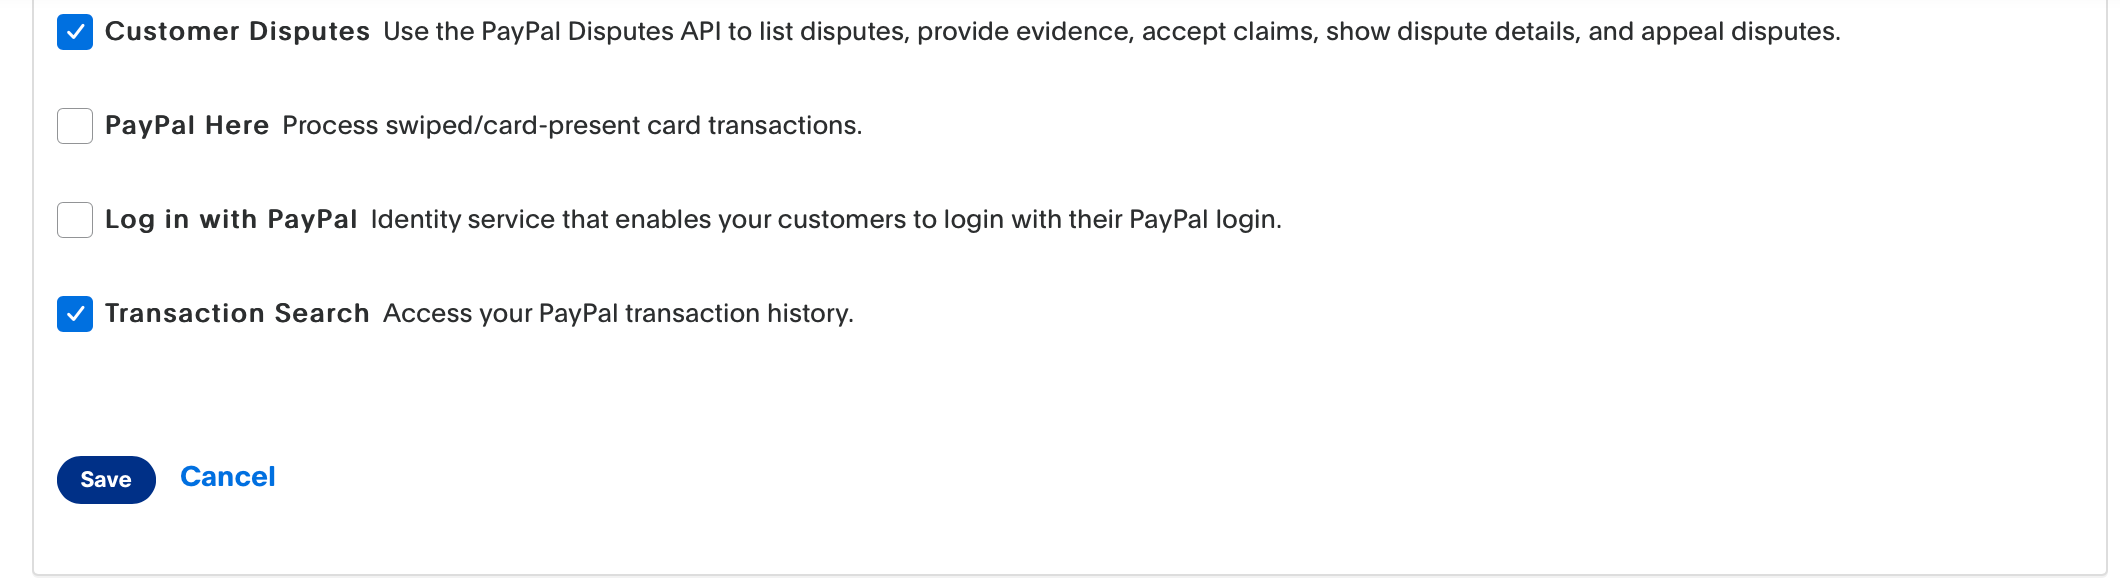 Customer Disputes Use the PayPal Disputes API to list disputes, provide evidence, accept claims, show dispute details, and appeal disputes.
PayPal Here Process swiped/card-present card transactions.
Log in with PayPal Identity service that enables your customers to login with their PayPal login.
Transaction Search Access your PayPal transaction history.
Save Cancel